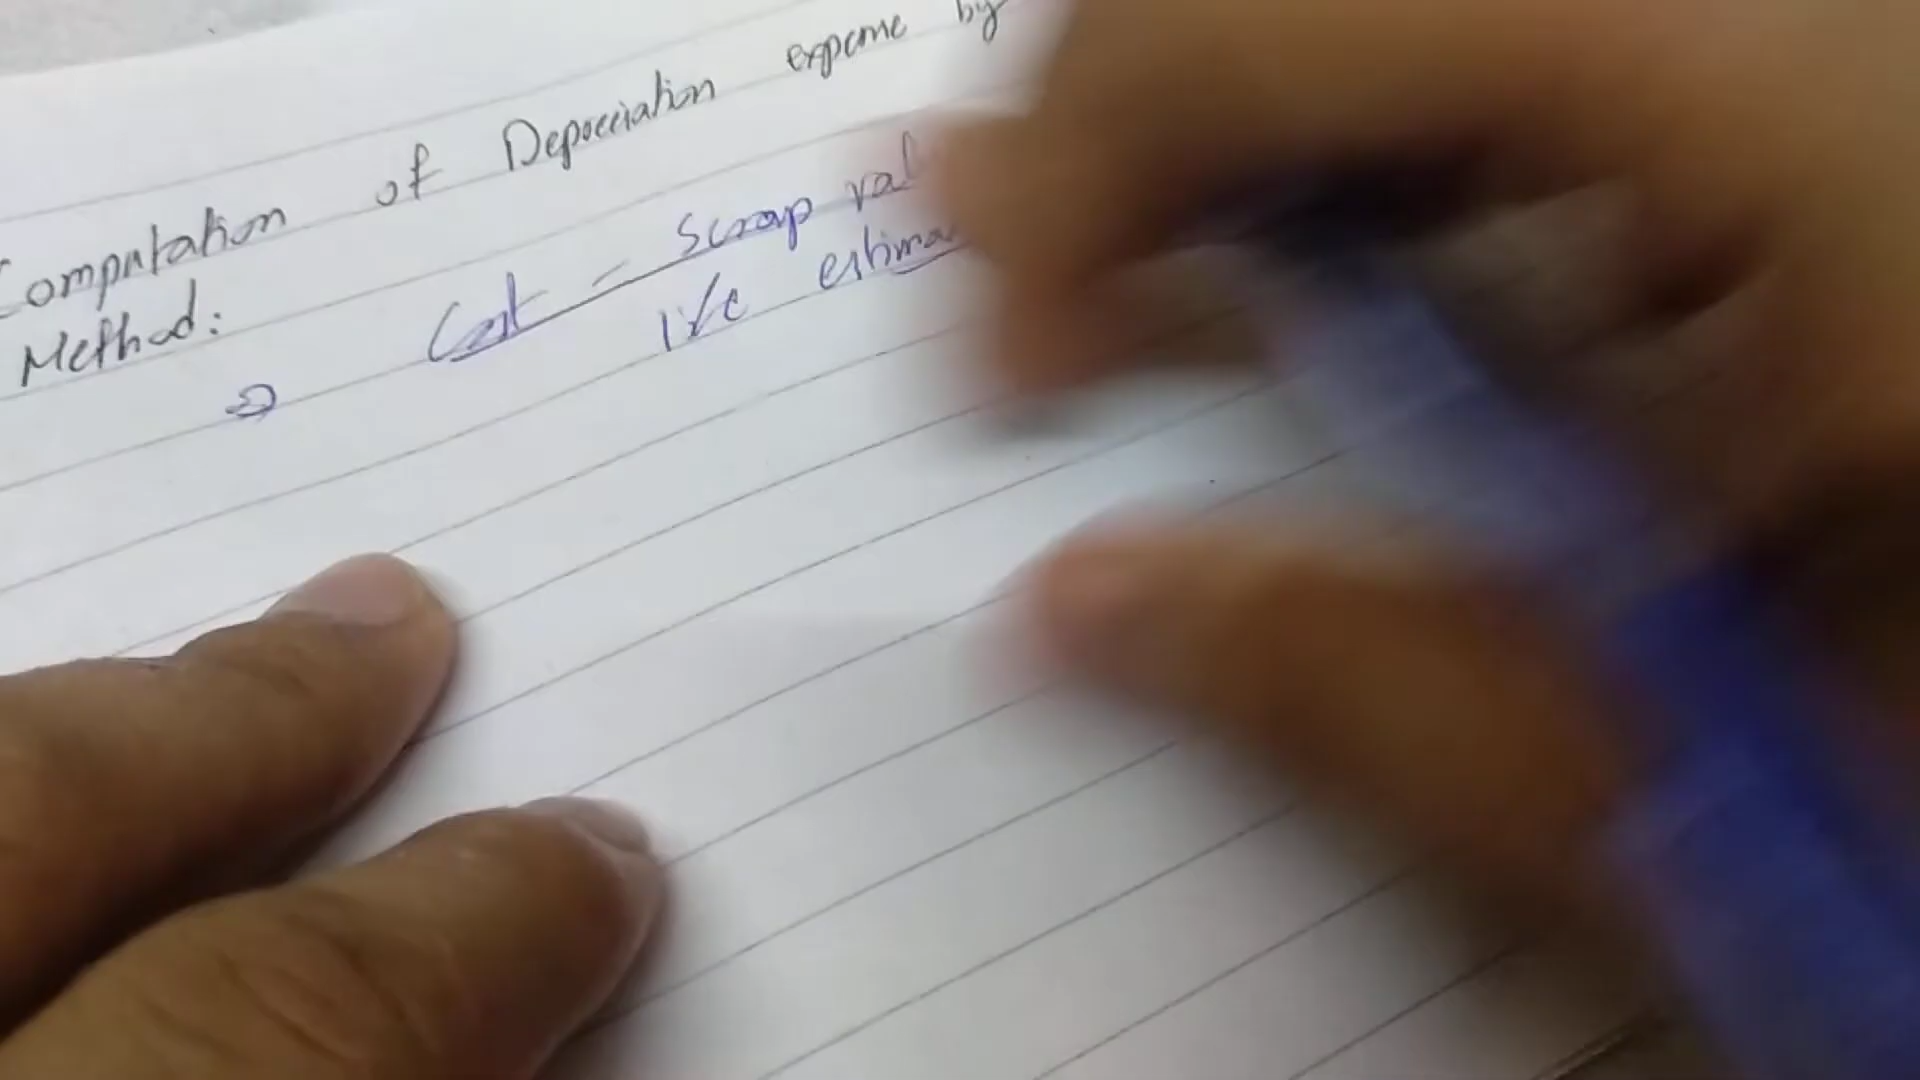 Computation of Depreciation expense by
Method:
⇒ Cost - Scrap val
life estima